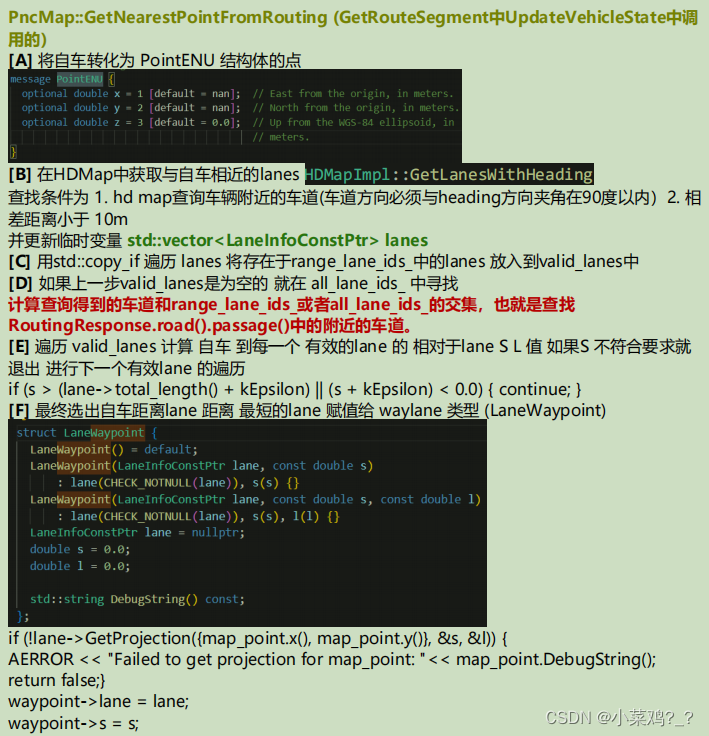 PncMap::GetNearestPointFromRouting (GetRouteSegment中UpdateVehicleState中调
用的)
[A] 将自车转化为 PointENU 结构体的点
message PointENU {
optional double x = 1 [default = nan]; // East from the origin, in meters.
optional double y = 2 [default = nan]; // North from the origin, in meters.
optional double z = 3 [default = 0.0]; // Up from the WGS-84 ellipsoid, in
// meters.
}
[B] 在HDMap中获取与自车相近的lanes HDMapImpl::GetLanesWithHeading
查找条件为 1. hd map查询车辆附近的车道(车道方向必须与heading方向夹角在90度以内）2. 相
差距离小于 10m
并更新临时变量 std::vector<LaneInfoConstPtr> lanes
[C] 用std::copy_if 遍历 lanes 将存在于range_lane_ids_中的lanes 放入到valid_lanes中
[D] 如果上一步valid_lanes是为空的 就在 all_lane_ids_ 中寻找
计算查询得到的车道和range_lane_ids_或者all_lane_ids_的交集，也就是查找
RoutingResponse.road().passage()中的附近的车道。
[E] 遍历 valid_lanes 计算 自车 到每一个 有效的lane 的 相对于lane S L 值 如果S 不符合要求就
退出 进行下一个有效lane 的遍历
if (s > (lane->total_length() + kEpsilon) || (s + kEpsilon) < 0.0) { continue; }
[F] 最终选出自车距离lane 距离 最短的lane 赋值给 waylane 类型 (LaneWaypoint)
struct LaneWaypoint {
LaneWaypoint() = default;
LaneWaypoint(LaneInfoConstPtr lane, const double s)
: lane(CHECK_NOTNULL(lane)), s(s) {}
LaneWaypoint(LaneInfoConstPtr lane, const double s, const double l)
: lane(CHECK_NOTNULL(lane)), s(s), l(l) {}
LaneInfoConstPtr lane = nullptr;
double s = 0.0;
double l = 0.0;
std::string DebugString() const;
};
if (!lane->GetProjection({map_point.x(), map_point.y()}, &s, &l)) {
AERROR << "Failed to get projection for map_point: "<< map_point.DebugString();
return false;}
waypoint->lane = lane;
waypoint->s = s;
CSDN @小菜鸡?_?